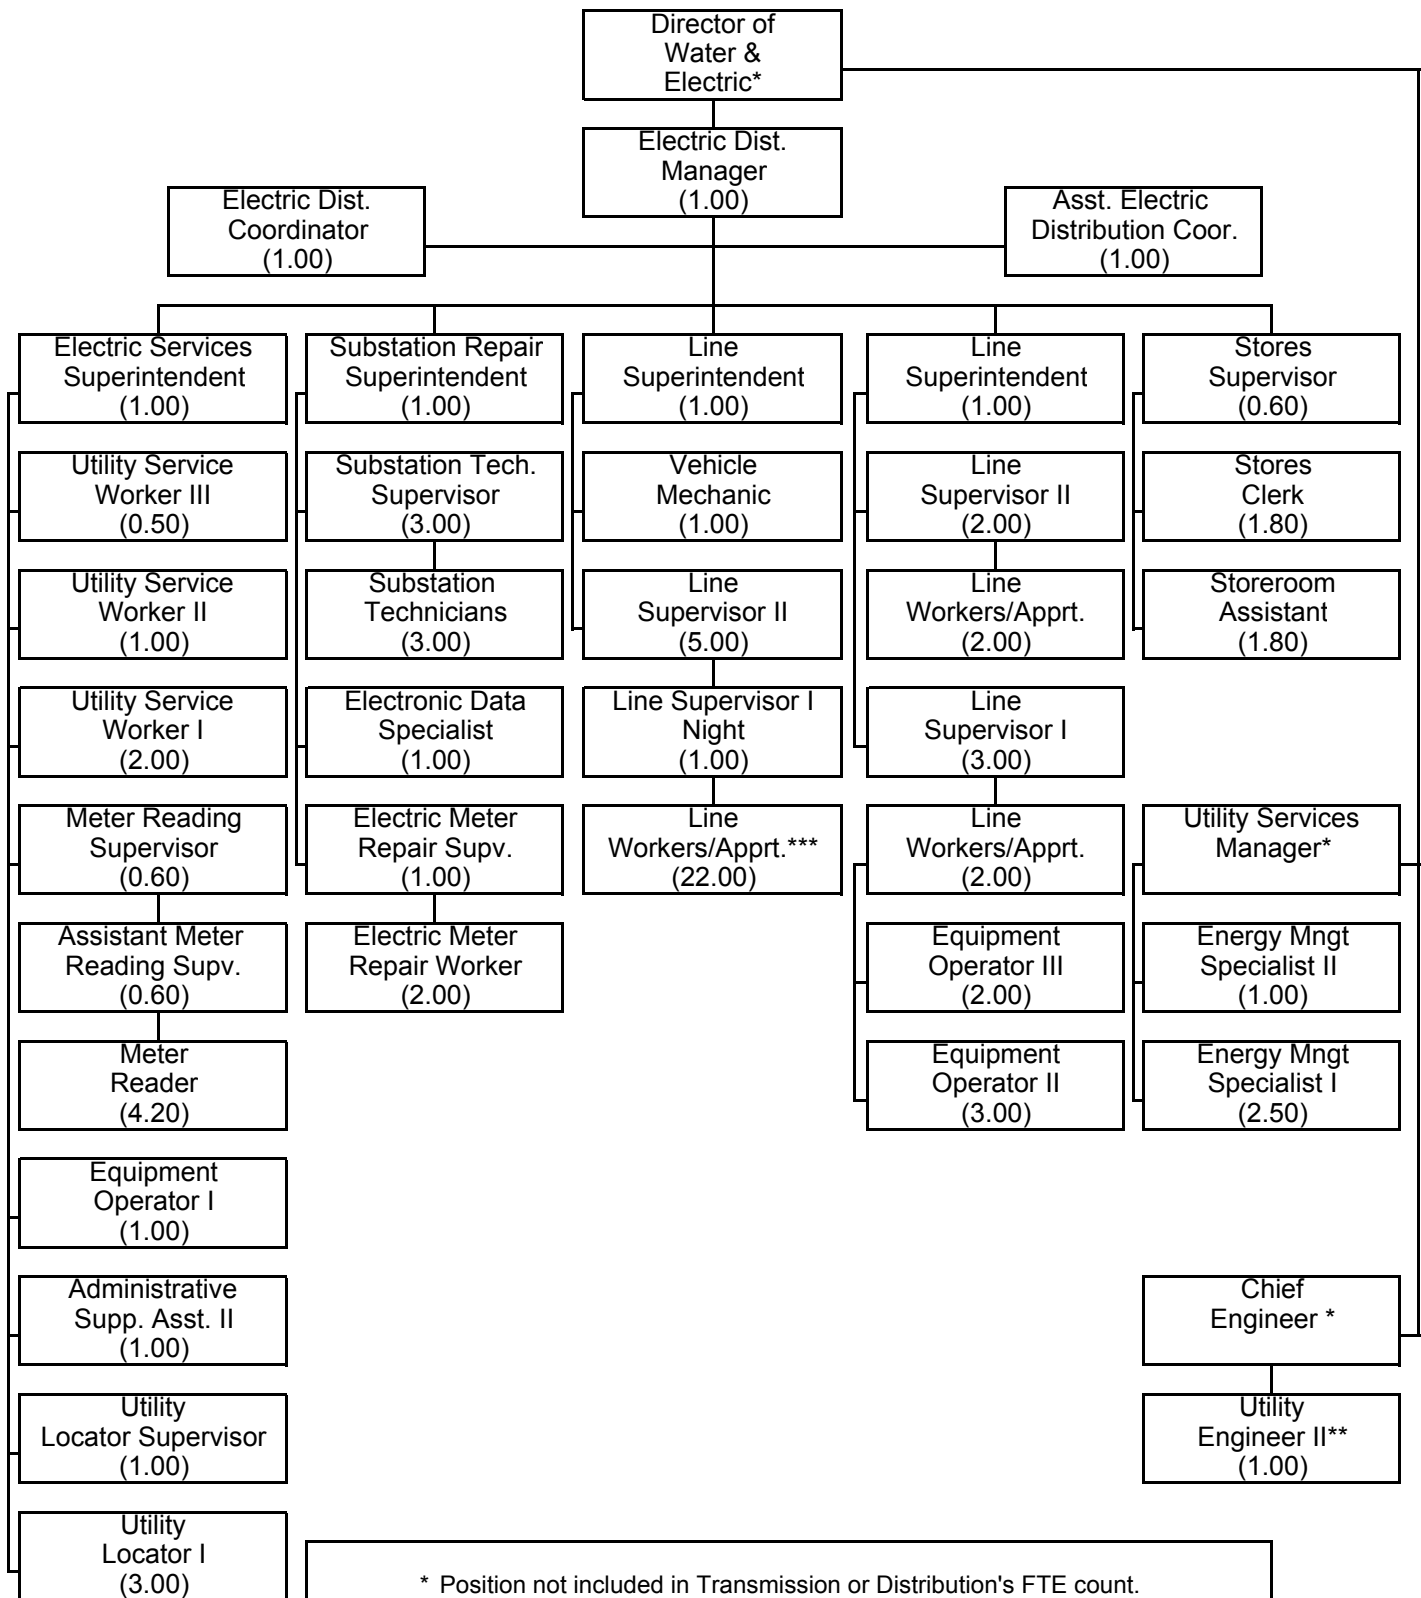 Director of
Water &
Electric*
Electric Dist.
Manager
(1.00)
Electric Dist.
Coordinator
(1.00)
Asst. Electric
Distribution Coor.
(1.00)
Electric Services
Superintendent
(1.00)
Substation Repair
Superintendent
(1.00)
Line
Superintendent
(1.00)
Line
Superintendent
(1.00)
Stores
Supervisor
(0.60)
Utility Service
Worker III
(0.50)
Substation Tech.
Supervisor
(3.00)
Vehicle
Mechanic
(1.00)
Line
Supervisor II
(2.00)
Stores
Clerk
(1.80)
Utility Service
Worker II
(1.00)
Substation
Technicians
(3.00)
Line
Supervisor II
(5.00)
Line
Workers/Apprt.
(2.00)
Storeroom
Assistant
(1.80)
Utility Service
Worker I
(2.00)
Electronic Data
Specialist
(1.00)
Line Supervisor I
Night
(1.00)
Line
Supervisor I
(3.00)
Meter Reading
Supervisor
(0.60)
Electric Meter
Repair Supv.
(1.00)
Line
Workers/Apprt.***
(22.00)
Line
Workers/Apprt.
(2.00)
Utility Services
Manager*
Assistant Meter
Reading Supv.
(0.60)
Electric Meter
Repair Worker
(2.00)
Equipment
Operator III
(2.00)
Energy Mngt
Specialist II
(1.00)
Meter
Reader
(4.20)
Equipment
Operator II
(3.00)
Energy Mngt
Specialist I
(2.50)
Equipment
Operator I
(1.00)
Administrative
Supp. Asst. II
(1.00)
Chief
Engineer *
Utility
Locator Supervisor
(1.00)
Utility
Engineer II**
(1.00)
Utility
Locator I
(3.00)
* Position not included in Transmission or Distribution's FTE count.